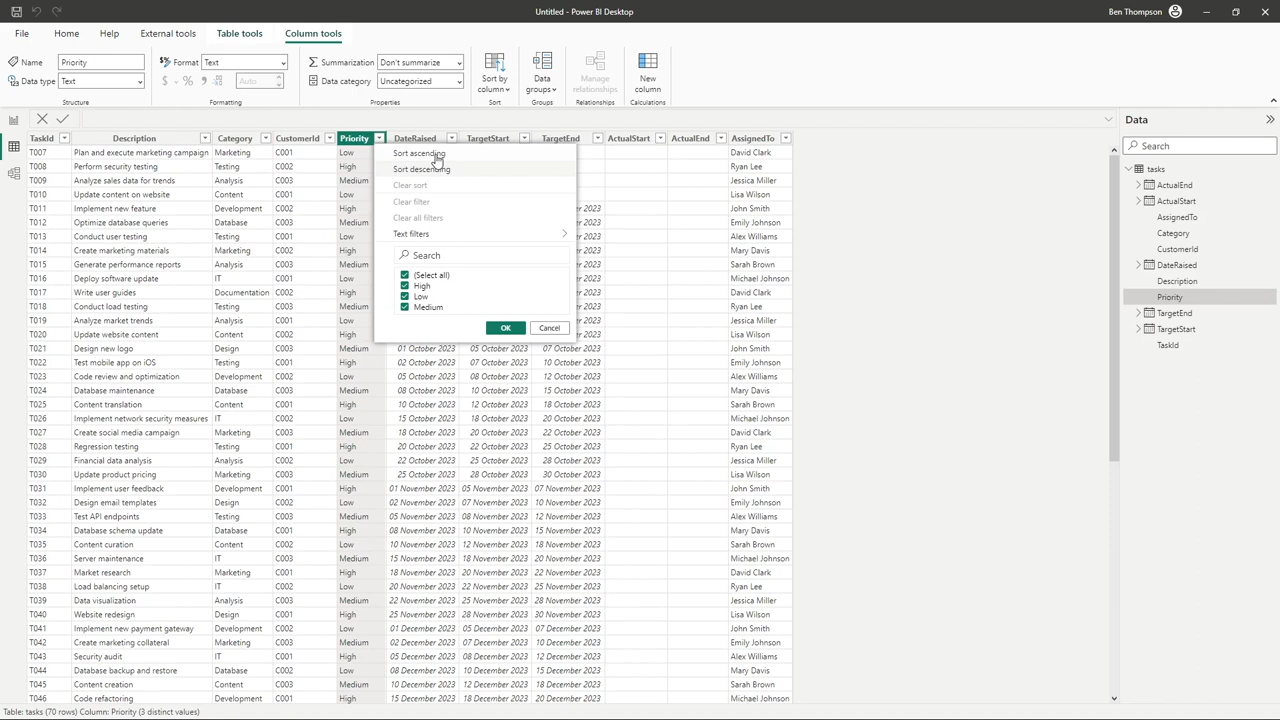 Untitled - Power BI Desktop
Ben Thompson
File Home Help External tools Table tools Column tools
Name Priority
Data type Text
Structure
Format Text
$ % Auto
Formatting
Summarization Don't summarize
Data category Uncategorized
Properties
Sort by column
Sort
Data groups
Groups
Manage relationships
Relationships
New column
Calculations
TaskId Description Category CustomerId Priority DateRaised TargetStart TargetEnd ActualStart ActualEnd AssignedTo
T007 Plan and execute marketing campaign Marketing C001 Low David Clark
T008 Perform security testing Testing C002 High Ryan Lee
T009 Analyze sales data for trends Analysis C003 Medium Jessica Miller
T010 Update content on website Content C001 Low Lisa Wilson
T011 Implement new feature Development C002 High er 2023 John Smith
T012 Optimize database queries Database C003 Medium er 2023 Emily Johnson
T013 Conduct user testing Testing C001 Low er 2023 Alex Williams
T014 Create marketing materials Marketing C002 High er 2023 Mary Davis
T015 Generate performance reports Analysis C003 Medium er 2023 Sarah Brown
T016 Deploy software update IT C001 Low er 2023 Michael Johnson
T017 Write user guides Documentation C002 High er 2023 David Clark
T018 Conduct load testing Testing C003 Medium er 2023 Ryan Lee
T019 Analyze market trends Analysis C001 Low er 2023 Jessica Miller
T020 Update website content Content C002 High er 2023 Lisa Wilson
T021 Design new logo Design C003 Medium 01 October 2023 05 October 2023 07 October 2023 John Smith
T022 Test mobile app on iOS Testing C001 High 02 October 2023 07 October 2023 10 October 2023 Emily Johnson
T023 Code review and optimization Development C002 Low 05 October 2023 08 October 2023 12 October 2023 Alex Williams
T024 Database maintenance Database C003 Medium 08 October 2023 10 October 2023 15 October 2023 Mary Davis
T025 Content translation Content C001 High 10 October 2023 12 October 2023 18 October 2023 Sarah Brown
T026 Implement network security measures IT C002 Low 15 October 2023 18 October 2023 20 October 2023 Michael Johnson
T027 Create social media campaign Marketing C003 Medium 18 October 2023 20 October 2023 22 October 2023 David Clark
T028 Regression testing Testing C001 High 20 October 2023 22 October 2023 25 October 2023 Ryan Lee
T029 Financial data analysis Analysis C002 Low 22 October 2023 25 October 2023 28 October 2023 Jessica Miller
T030 Update product pricing Marketing C003 Medium 25 October 2023 28 October 2023 30 October 2023 Lisa Wilson
T031 Implement user feedback Development C001 High 01 November 2023 05 November 2023 07 November 2023 John Smith
T032 Design email templates Design C002 Low 02 November 2023 07 November 2023 10 November 2023 Emily Johnson
T033 Test API endpoints Testing C003 Medium 05 November 2023 08 November 2023 12 November 2023 Alex Williams
T034 Database schema update Database C001 High 08 November 2023 10 November 2023 15 November 2023 Mary Davis
T035 Content curation Content C002 Low 10 November 2023 12 November 2023 18 November 2023 Sarah Brown
T036 Server maintenance IT C003 Medium 15 November 2023 18 November 2023 20 November 2023 Michael Johnson
T037 Market research Marketing C001 High 18 November 2023 20 November 2023 22 November 2023 David Clark
T038 Load balancing setup IT C002 Low 20 November 2023 22 November 2023 25 November 2023 Ryan Lee
T039 Data visualization Analysis C003 Medium 22 November 2023 25 November 2023 28 November 2023 Jessica Miller
T040 Website redesign Design C001 High 25 November 2023 28 November 2023 30 November 2023 Lisa Wilson
T041 Implement new payment gateway Development C002 Low 01 December 2023 05 December 2023 07 December 2023 John Smith
T042 Create marketing collateral Marketing C003 Medium 02 December 2023 07 December 2023 10 December 2023 Emily Johnson
T043 Security audit IT C001 High 05 December 2023 08 December 2023 12 December 2023 Alex Williams
T044 Database backup and restore Database C002 Low 08 December 2023 10 December 2023 15 December 2023 Mary Davis
T045 Content creation Content C003 Medium 10 December 2023 12 December 2023 18 December 2023 Sarah Brown
T046 Code refactoring Development C001 High 15 December 2023 18 December 2023 20 December 2023 Michael Johnson
Sort ascending
Sort descending
Clear sort
Clear filter
Clear all filters
Text filters
Search
(Select all)
High
Low
Medium
OK Cancel
Data
Search
tasks
ActualEnd
ActualStart
AssignedTo
Category
CustomerId
DateRaised
Description
Priority
TargetEnd
TargetStart
TaskId
Table: tasks (70 rows) Column: Priority (3 distinct values)